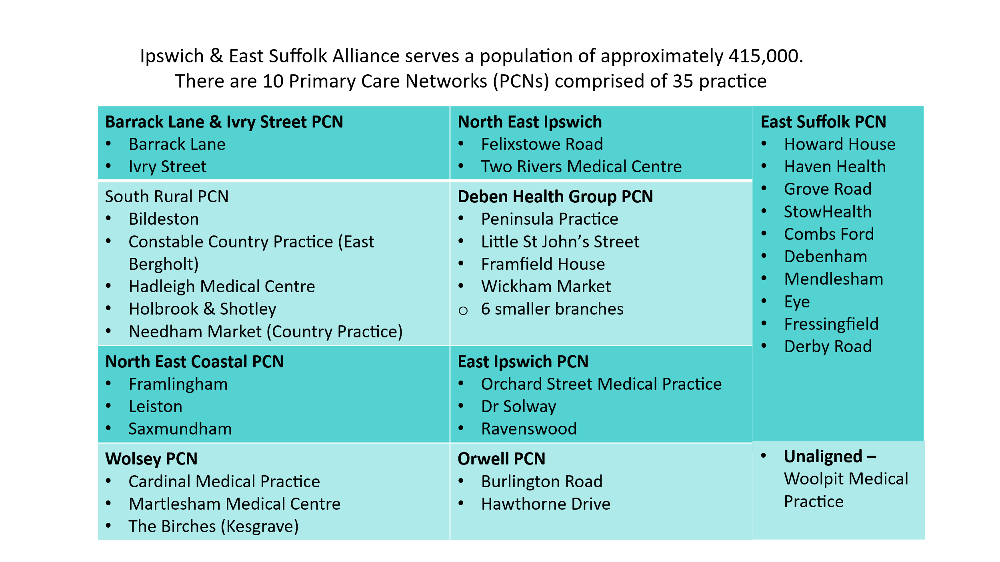 Ipswich & East Suffolk Alliance serves a population of approximately 415,000.
There are 10 Primary Care Networks (PCNs) comprised of 35 practice
Barrack Lane & Ivry Street PCN
• Barrack Lane
• Ivry Street
North East Ipswich
• Felixstowe Road
• Two Rivers Medical Centre
East Suffolk PCN
• Howard House
• Haven Health
• Grove Road
• StowHealth
• Combs Ford
• Debenham
• Mendlesham
• Eye
• Fressingfield
• Derby Road
South Rural PCN
• Bildeston
• Constable Country Practice (East
Bergholt)
• Hadleigh Medical Centre
• Holbrook & Shotley
• Needham Market (Country Practice)
Deben Health Group PCN
• Peninsula Practice
• Little St John’s Street
• Framfield House
• Wickham Market
o 6 smaller branches
North East Coastal PCN
• Framlingham
• Leiston
• Saxmundham
East Ipswich PCN
• Orchard Street Medical Practice
• Dr Solway
• Ravenswood
Wolsey PCN
• Cardinal Medical Practice
• Martlesham Medical Centre
• The Birches (Kesgrave)
Orwell PCN
• Burlington Road
• Hawthorne Drive
• Unaligned –
Woolpit Medical
Practice